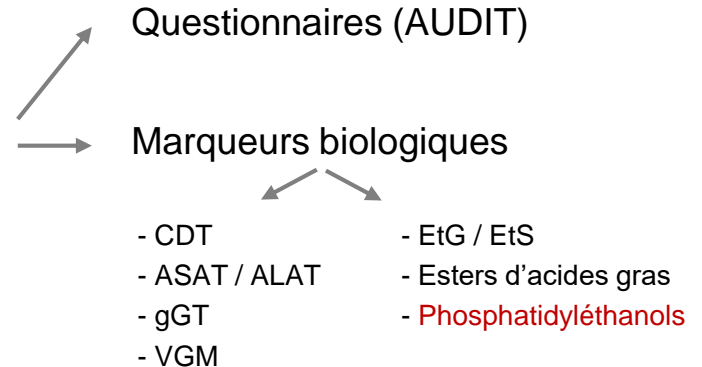 Questionnaires (AUDIT)
Marqueurs biologiques
- CDT
- ASAT / ALAT
- gGT
- VGM
- EtG / EtS
- Esters d'acides gras
- Phosphatidyléthanols